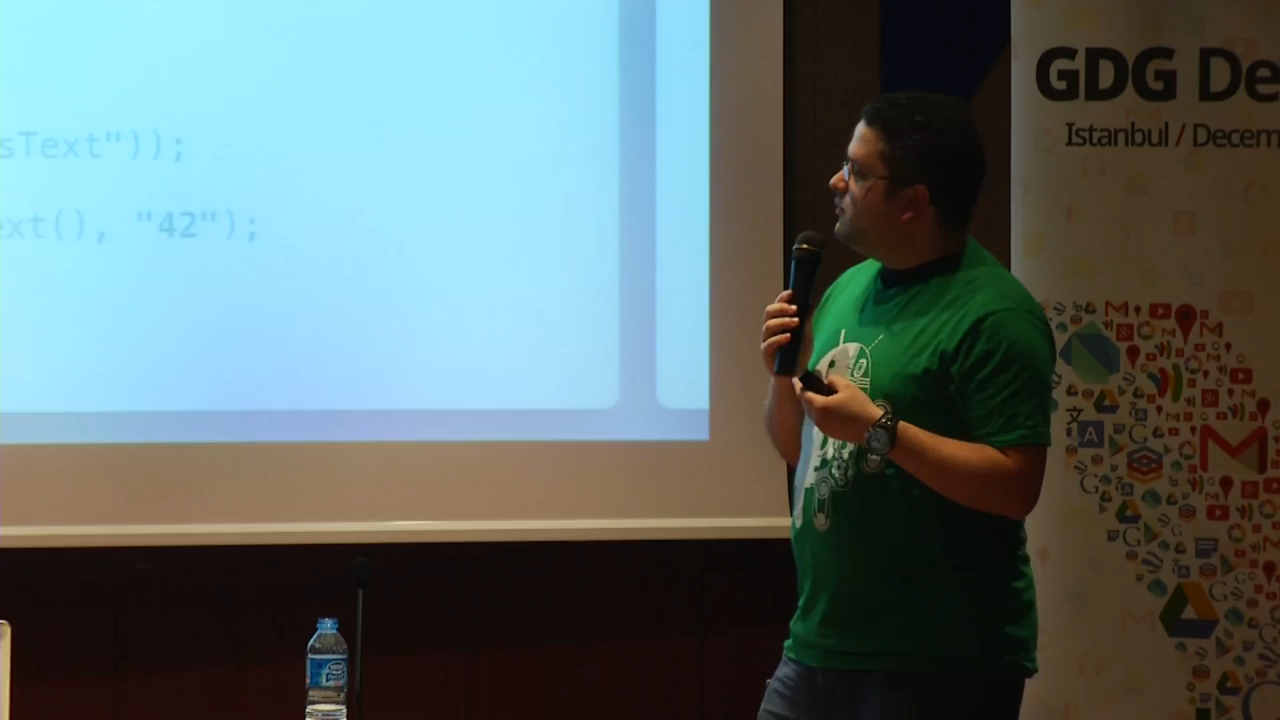 sText"));
ext(), "42");
GDG De
Istanbul / Decem